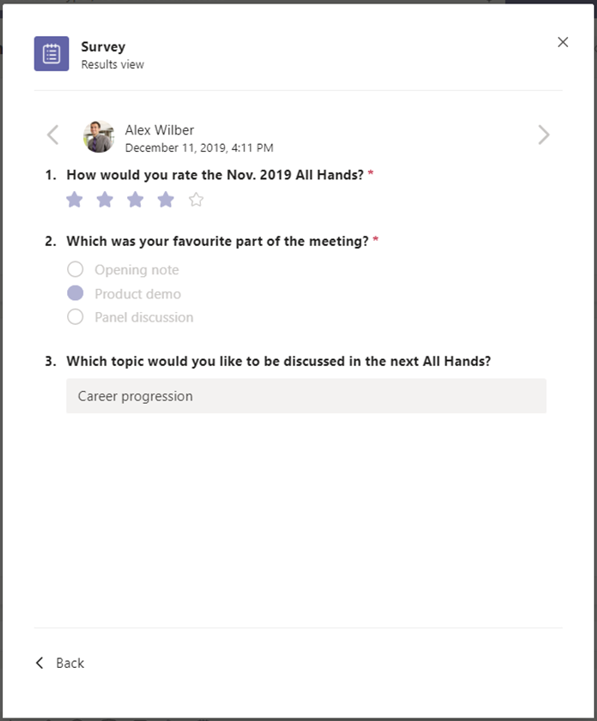 Survey
Results view
Alex Wilber
December 11, 2019, 4:11 PM
1. How would you rate the Nov. 2019 All Hands? *
2. Which was your favourite part of the meeting? *
Opening note
Product demo
Panel discussion
3. Which topic would you like to be discussed in the next All Hands?
Career progression
Back